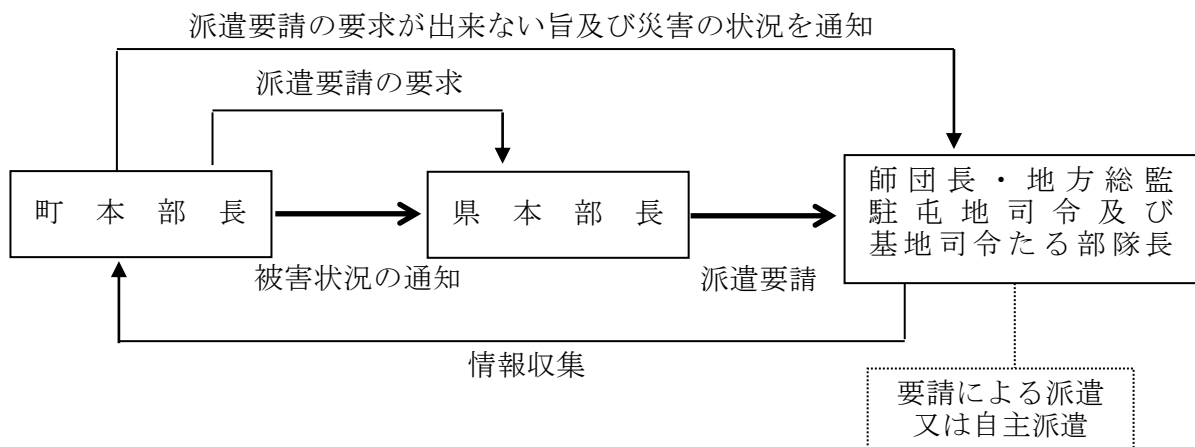 派遣要請の要求が出来ない旨及び災害の状況を通知
派遣要請の要求
町本部長
県本部長
師団長・地方総監
駐屯地司令及び
基地司令たる部隊長
被害状況の通知
派遣要請
情報収集
要請による派遣
又は自主派遣